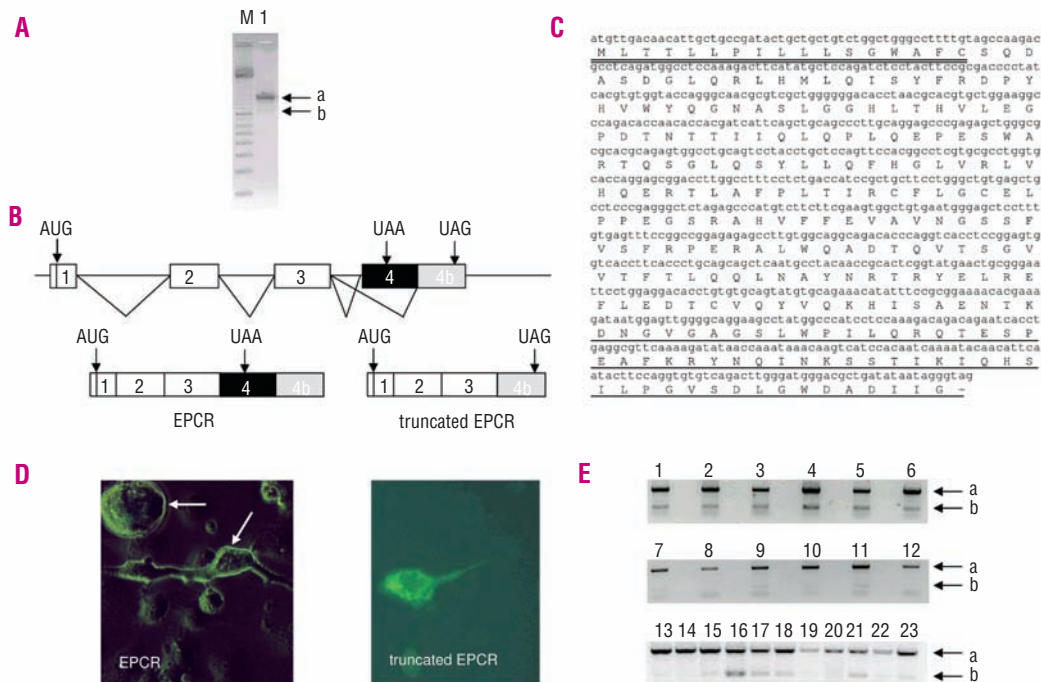 A
M 1
a
b
B
AUG
UAA
UAG
1
2
3
4
4b
AUG
UAA
AUG
UAG
1 2 3 4 4b
1 2 3 4b
EPCR
truncated EPCR
C
atgttgacaacattgctgccgatactgctgctgtctggctgggccttttgtagccaagac
M L T T L L P I L L L S G W A F C S Q D
gcctcagatggcctccaaagacttcatatgctccagatctcctacttccgcgacccctat
A S D G L Q R L H M L Q I S Y F R D P Y
cacgtgtggtaccagggcaacgcgtcgctggggggacacctaacgcacgtgctggaaggc
H V W Y Q G N A S L G G H L T H V L E G
ccagacaccaacaccacgatcattcagctgcagcccttgcaggagcccgagagctgggcg
P D T N T T I I Q L Q P L Q E P E S W A
cgcacgcagagtggcctgcagtcctacctgctccagttccacggcctcgtgcgcctggtg
R T Q S G L Q S Y L L Q F H G L V R L V
caccaggagcggaccttggcctttcctctgaccatccgctgcttcctgggctgtgagctg
H Q E R T L A F P L T I R C F L G C E L
cctcccgagggctctagagcccatgtcttcttcgaagtggctgtgaatgggagctccttt
P P E G S R A H V F F E V A V N G S S F
gtgagtttccggccggagagagccttgtggcaggcagacacccaggtcacctccggagtg
V S F R P E R A L W Q A D T Q V T S G V
gtcaccttcaccctgcagcagctcaatgcctacaaccgcactcggtatgaactgcgggaa
V T F T L Q Q L N A Y N R T R Y E L R E
ttcctggaggacacctgtgtgcagtatgtgcagaaacatatttccgcggaaaacacgaaa
F L E D T C V Q Y V Q K H I S A E N T K
gataatggagttggggcaggaagcctatggcccatcctccaaagacagacagaatcacct
D N G V G A G S L W P I L Q R Q T E S P
gaggcgttcaaaagatataaccaaataaacaagtcatccacaatcaaaatacaacattca
E A F K R Y N Q I N K S S T I K I Q H S
atacttccaggtgtgtcagacttgggatgggacgctgatataatagggtag
I L P G V S D L G W D A D I I G -
D
EPCR
truncated EPCR
E
1 2 3 4 5 6
a
b
7 8 9 10 11 12
a
b
13 14 15 16 17 18 19 20 21 22 23
a
b